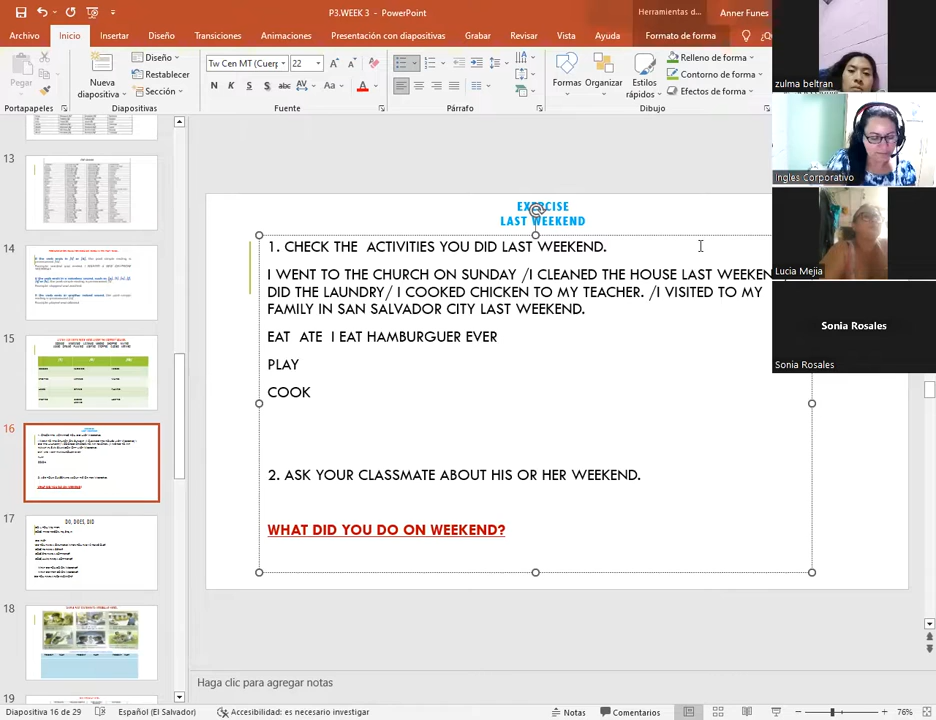 P3.WEEK 3 - PowerPoint
Herramientas d...
Anner Funes
Archivo
Inicio
Insertar
Diseño
Transiciones
Animaciones
Presentación con diapositivas
Grabar
Revisar
Vista
Ayuda
Formato de forma
Pegar
Nueva
diapositiva
Diseño
Restablecer
Sección
Tw Cen MT (Cuerp
22
N K S abc AV Aa A
Formas
Organizar
Estilos
rápidos
Relleno de forma
Contorno de forma
Efectos de forma
Portapapeles
Diapositivas
Fuente
Párrafo
Dibujo
zulma beltran
Ingles Corporativo
Lucia Mejia
Sonia Rosales
Sonia Rosales
13
14
15
16
17
DO, DOES, DID
18
19
EXERCISE
LAST WEEKEND
1. CHECK THE ACTIVITIES YOU DID LAST WEEKEND.
I WENT TO THE CHURCH ON SUNDAY /I CLEANED THE HOUSE LAST WEEKEN
DID THE LAUNDRY/ I COOKED CHICKEN TO MY TEACHER. /I VISITED TO MY
FAMILY IN SAN SALVADOR CITY LAST WEEKEND.
EAT ATE I EAT HAMBURGUER EVER
PLAY
COOK
2. ASK YOUR CLASSMATE ABOUT HIS OR HER WEEKEND.
WHAT DID YOU DO ON WEEKEND?
Haga clic para agregar notas
Diapositiva 16 de 29
Español (El Salvador)
Accesibilidad: es necesario investigar
Notas
Comentarios
76%